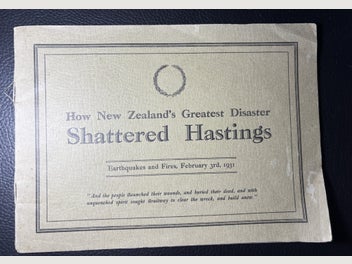 How New Zealand's Greatest Disaster
Shattered Hastings
Earthquakes and Fires, February 3rd, 1931
"And the people staunched their wounds, and buried their dead, and with
unquenched spirit sought straitway to clear the wreck, and build anew."